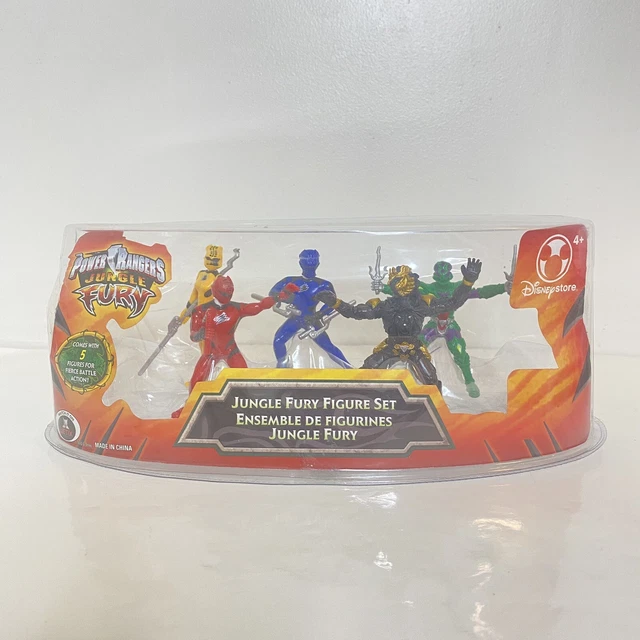 POWER RANGERS
JUNGLE
FURY
COMES WITH
5
FIGURES FOR
FIERCE BATTLE
ACTION!
MADE IN CHINA
JUNGLE FURY FIGURE SET
ENSEMBLE DE FIGURINES
JUNGLE FURY
4+
DISNEYstore.